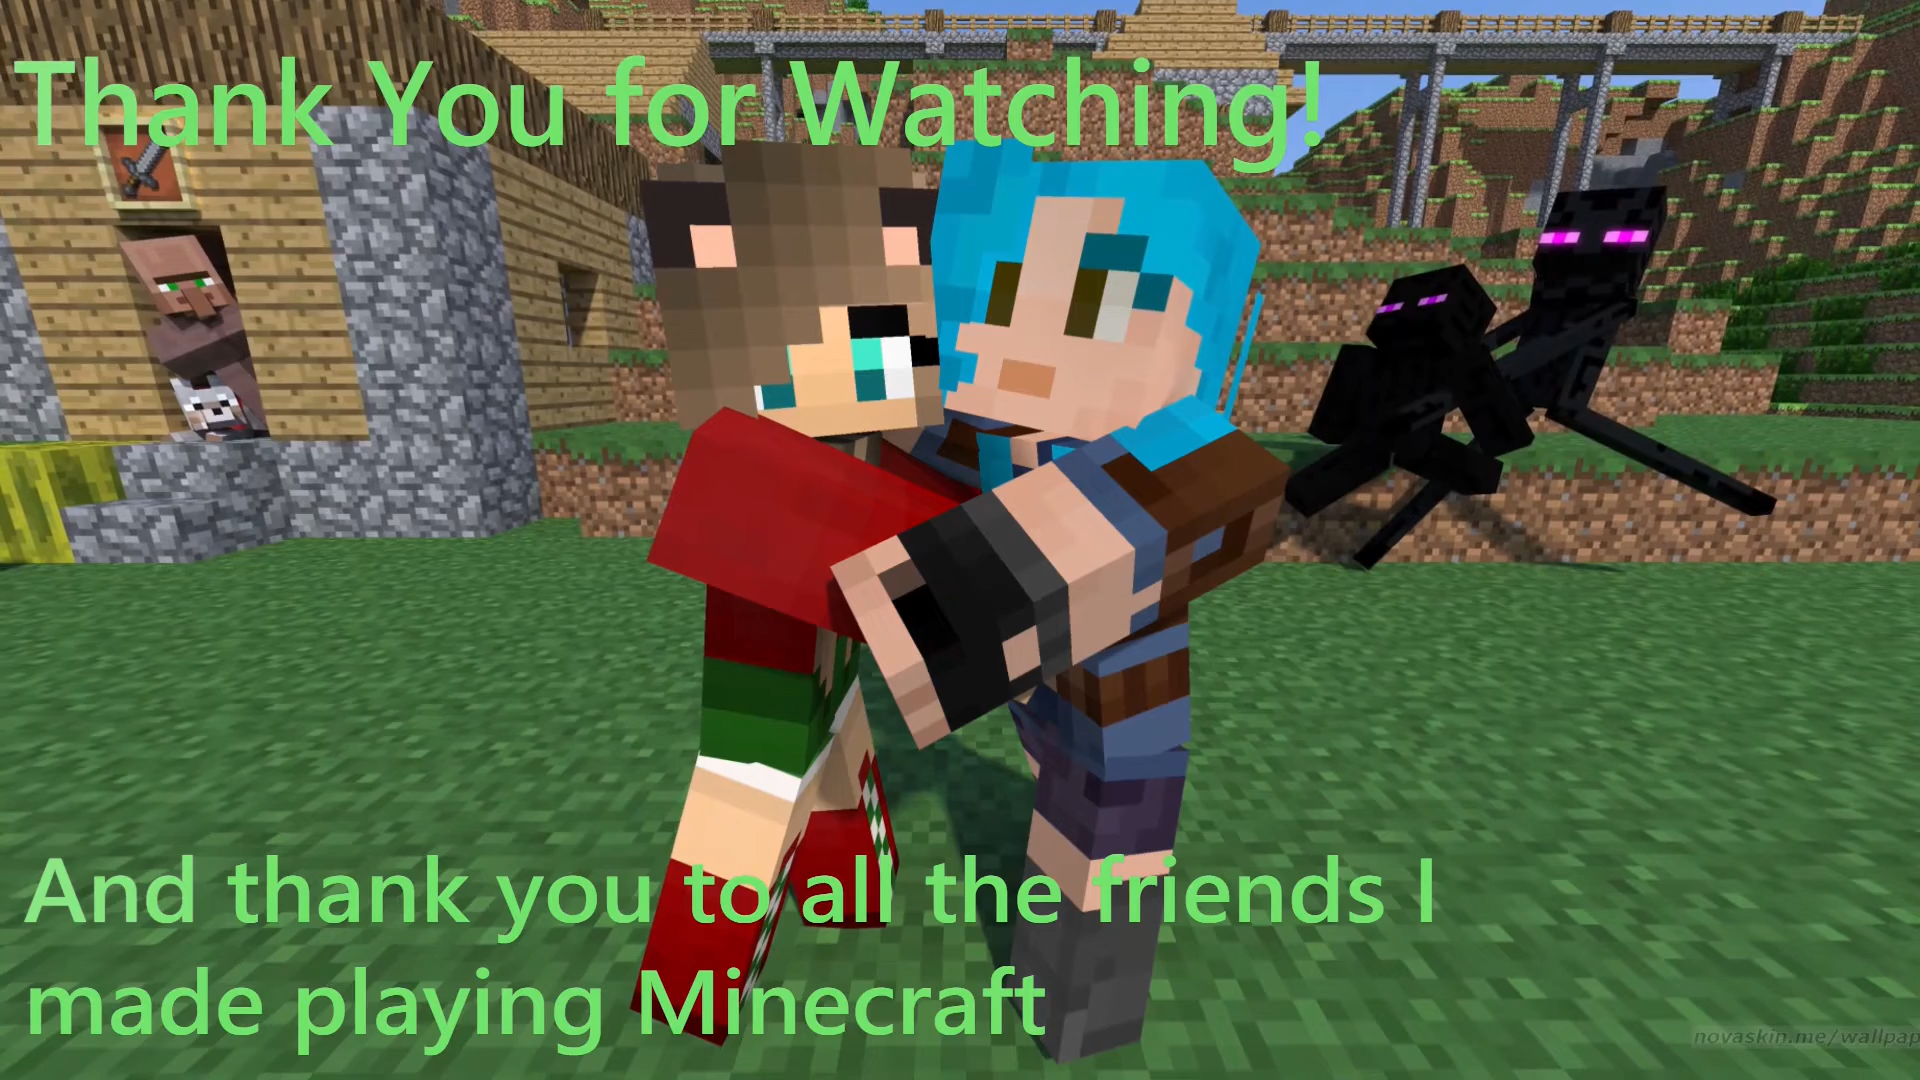 Thank You for Watching!
And thank you to all the friends I
made playing Minecraft
novaskin.me/wallpap